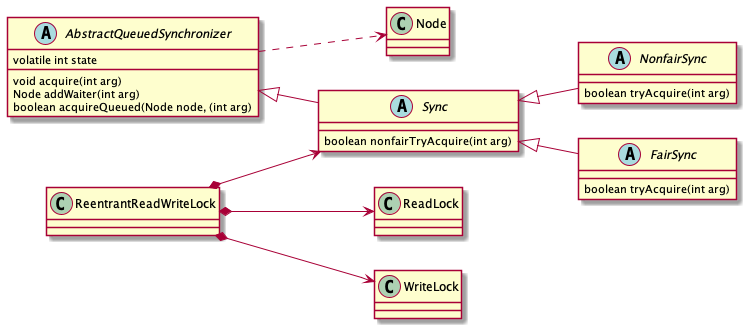 A AbstractQueuedSynchronizer
volatile int state
void acquire(int arg)
Node addWaiter(int arg)
boolean acquireQueued(Node node, (int arg)
C Node
A Sync
boolean nonfairTryAcquire(int arg)
A NonfairSync
boolean tryAcquire(int arg)
A FairSync
boolean tryAcquire(int arg)
C ReentrantReadWriteLock
C ReadLock
C WriteLock